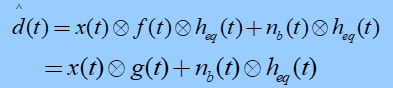 d̂(t) = x(t) ⊗ f(t) ⊗ h_eq(t) + n_b(t) ⊗ h_eq(t)
= x(t) ⊗ g(t) + n_b(t) ⊗ h_eq(t)